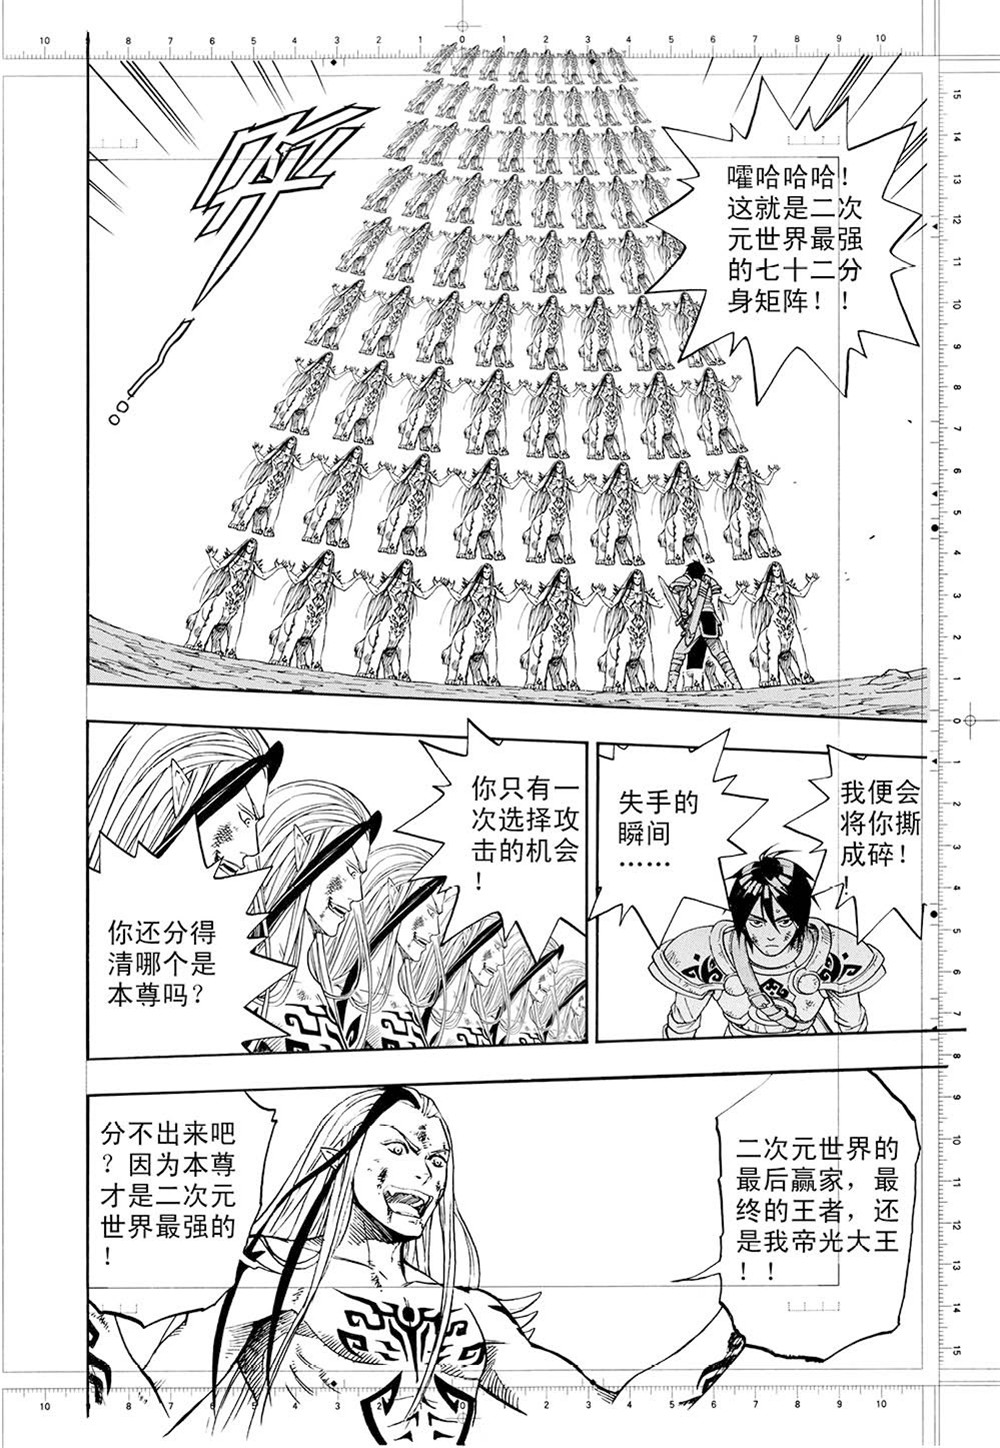 嚯哈哈哈！
这就是二次
元世界最强
的七十二分
身矩阵！！
哗
你只有一
次选择攻
击的机会
！
你还分得
清哪个是
本尊吗？
失手的
瞬间
……
我便会
将你撕
成碎！
！
分不出来吧
？因为本尊
才是二次元
世界最强的
！
二次元世界的
最后赢家，最
终的王者，还
是我帝光大王
！！